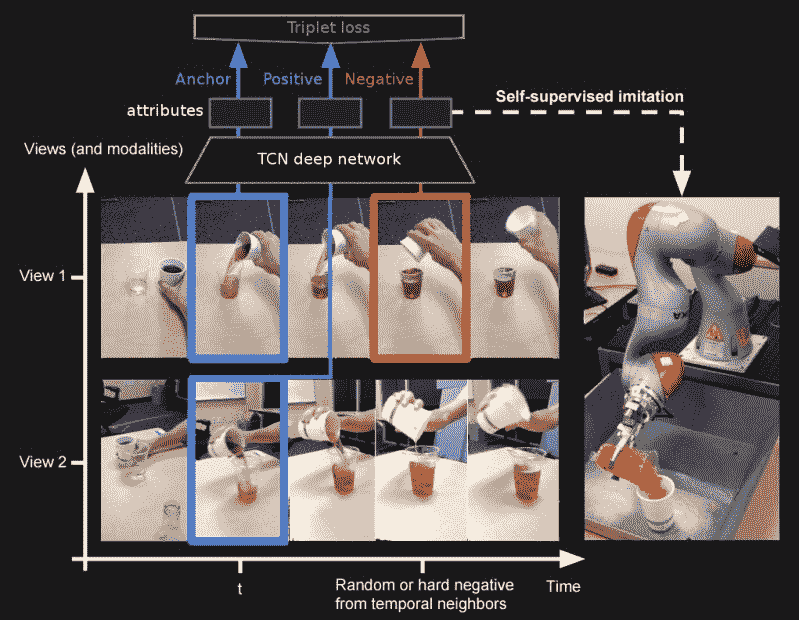 Triplet loss
Anchor Positive Negative
attributes
Self-supervised imitation
Views (and modalities)
TCN deep network
View 1
View 2
t
Random or hard negative
from temporal neighbors
Time